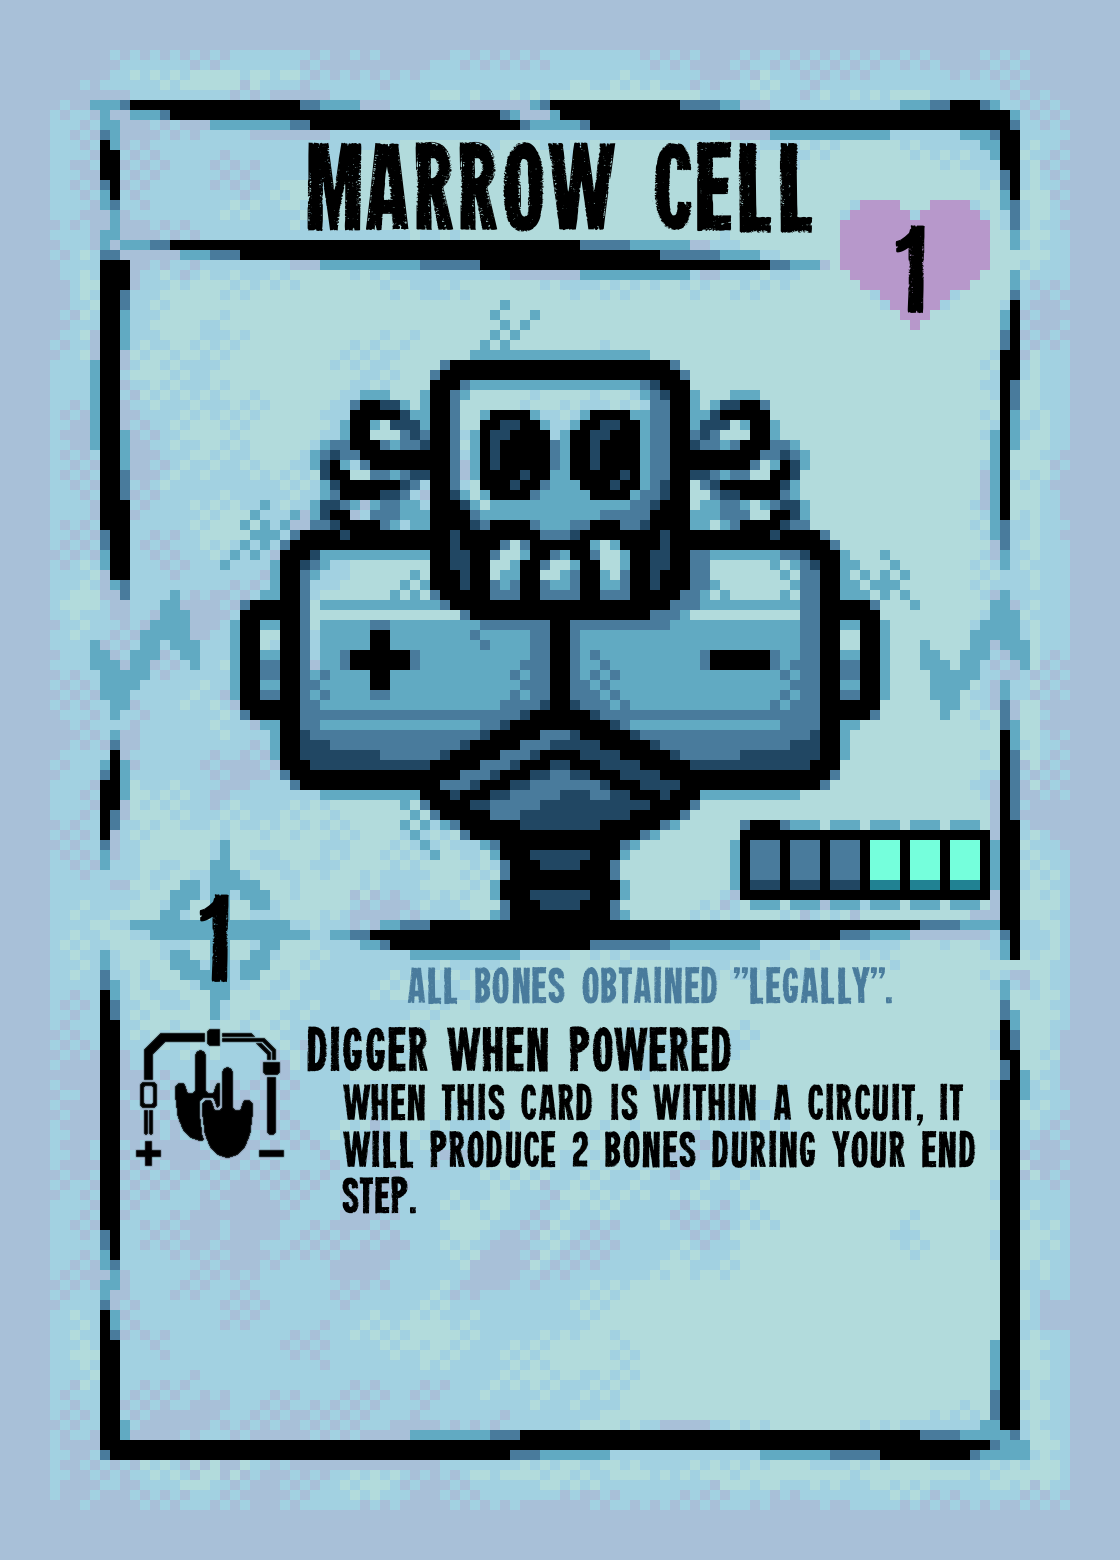 MARROW CELL
1
+ −
1
ALL BONES OBTAINED "LEGALLY".
DIGGER WHEN POWERED
WHEN THIS CARD IS WITHIN A CIRCUIT, IT
WILL PRODUCE 2 BONES DURING YOUR END
STEP.
+ −